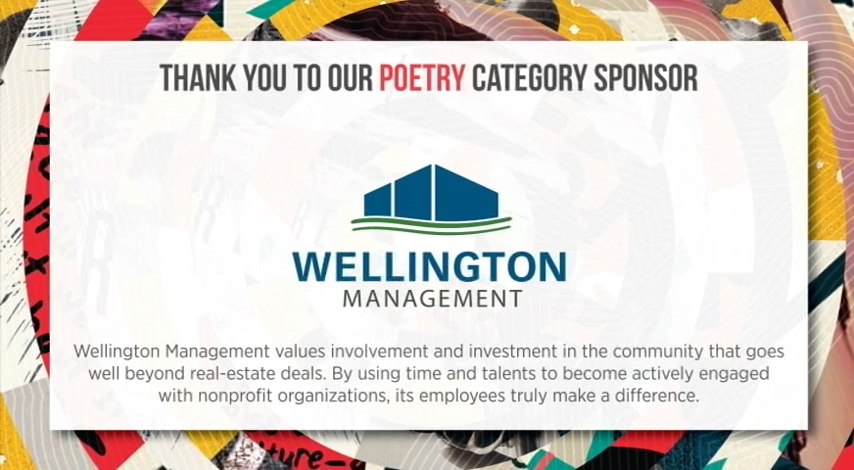 THANK YOU TO OUR POETRY CATEGORY SPONSOR
WELLINGTON
MANAGEMENT
Wellington Management values involvement and investment in the community that goes
well beyond real-estate deals. By using time and talents to become actively engaged
with nonprofit organizations, its employees truly make a difference.